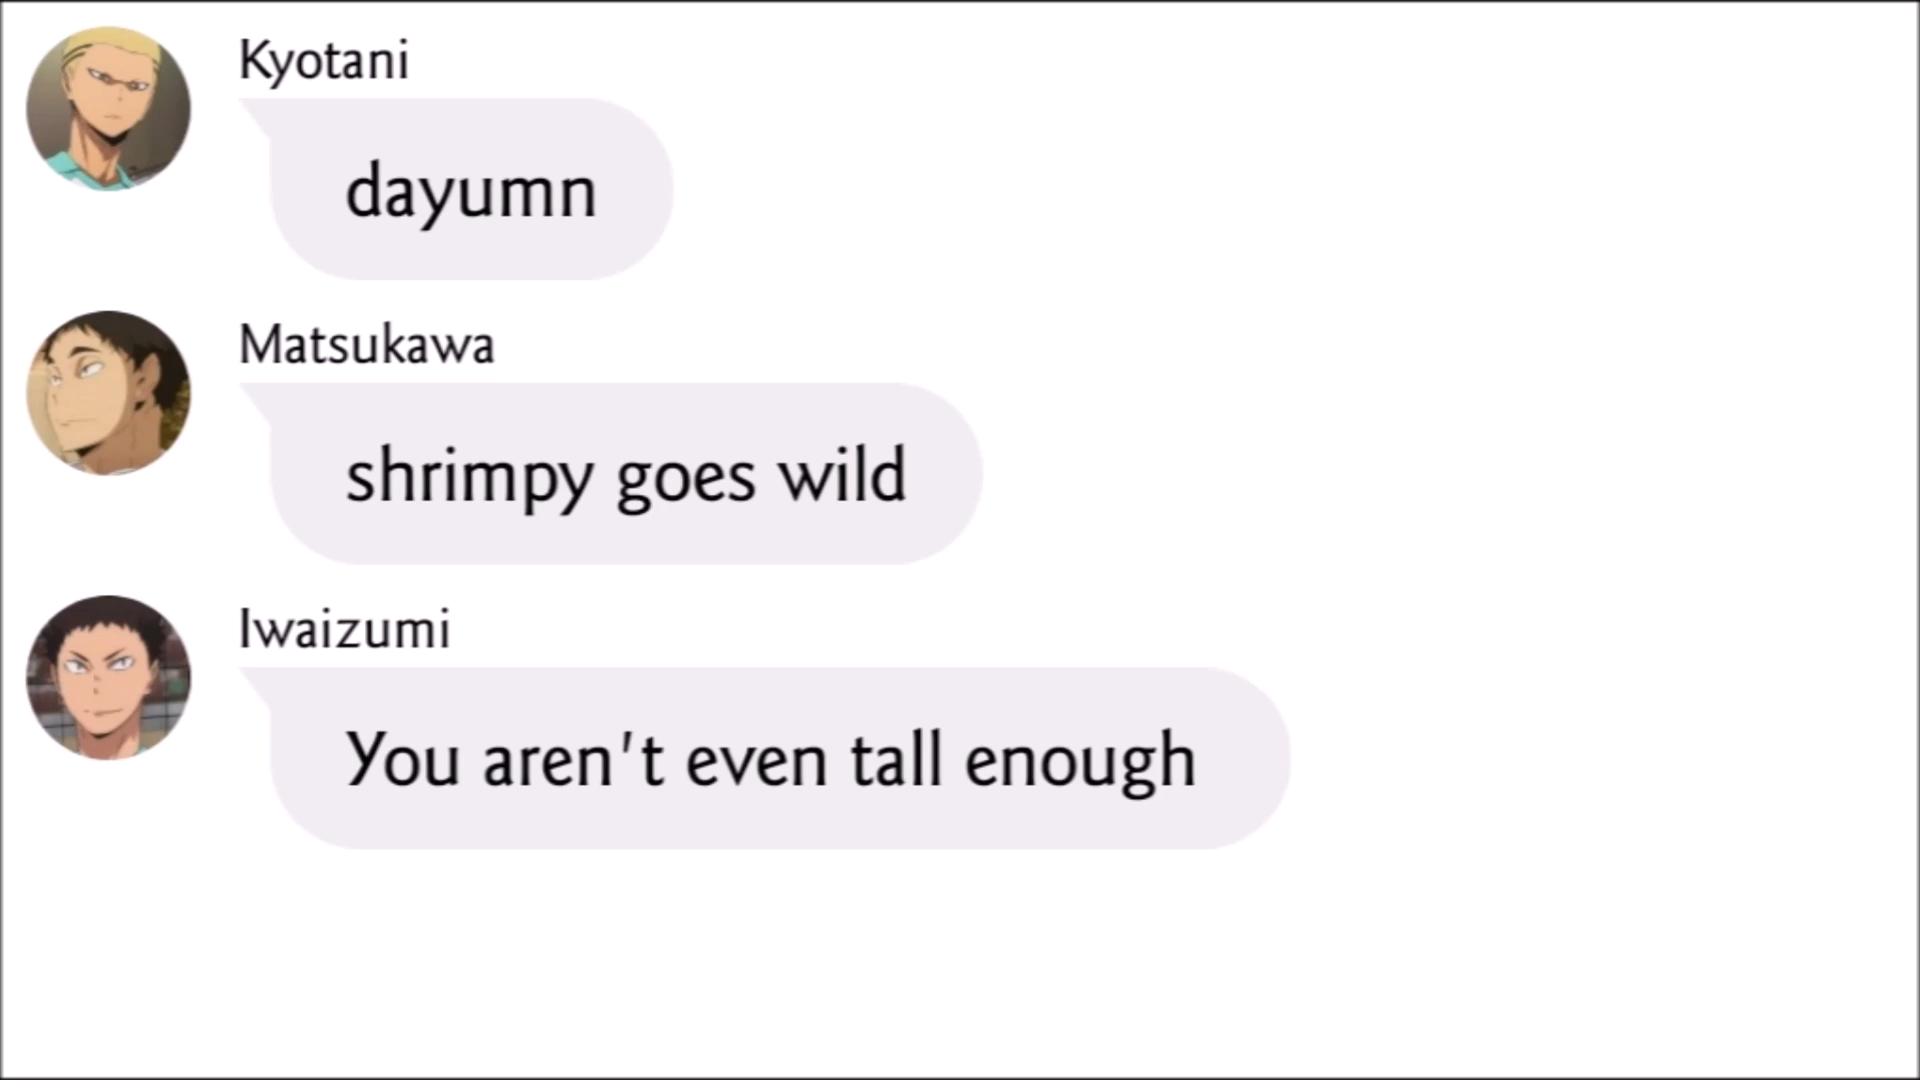 Kyotani
dayumn
Matsukawa
shrimpy goes wild
Iwaizumi
You aren't even tall enough